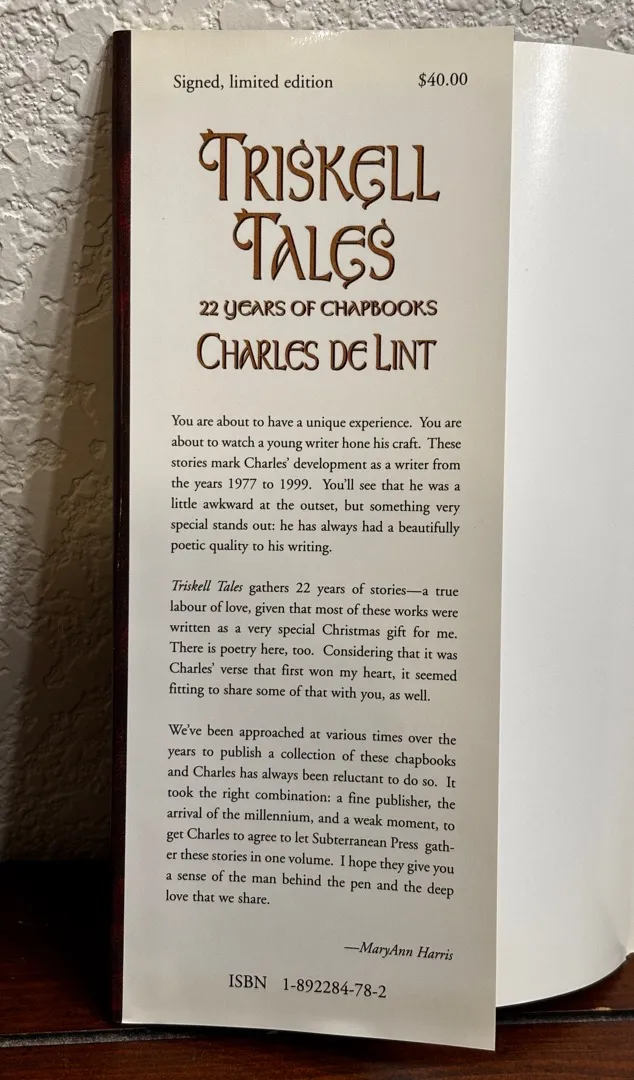 Signed, limited edition $40.00
TRISKELL
TALES
22 YEARS OF CHAPBOOKS
CHARLES DE LINT
You are about to have a unique experience. You are
about to watch a young writer hone his craft. These
stories mark Charles' development as a writer from
the years 1977 to 1999. You'll see that he was a
little awkward at the outset, but something very
special stands out: he has always had a beautifully
poetic quality to his writing.
Triskell Tales gathers 22 years of stories—a true
labour of love, given that most of these works were
written as a very special Christmas gift for me.
There is poetry here, too. Considering that it was
Charles' verse that first won my heart, it seemed
fitting to share some of that with you, as well.
We've been approached at various times over the
years to publish a collection of these chapbooks
and Charles has always been reluctant to do so. It
took the right combination: a fine publisher, the
arrival of the millennium, and a weak moment, to
get Charles to agree to let Subterranean Press gath-
er these stories in one volume. I hope they give you
a sense of the man behind the pen and the deep
love that we share.
—MaryAnn Harris
ISBN 1-892284-78-2